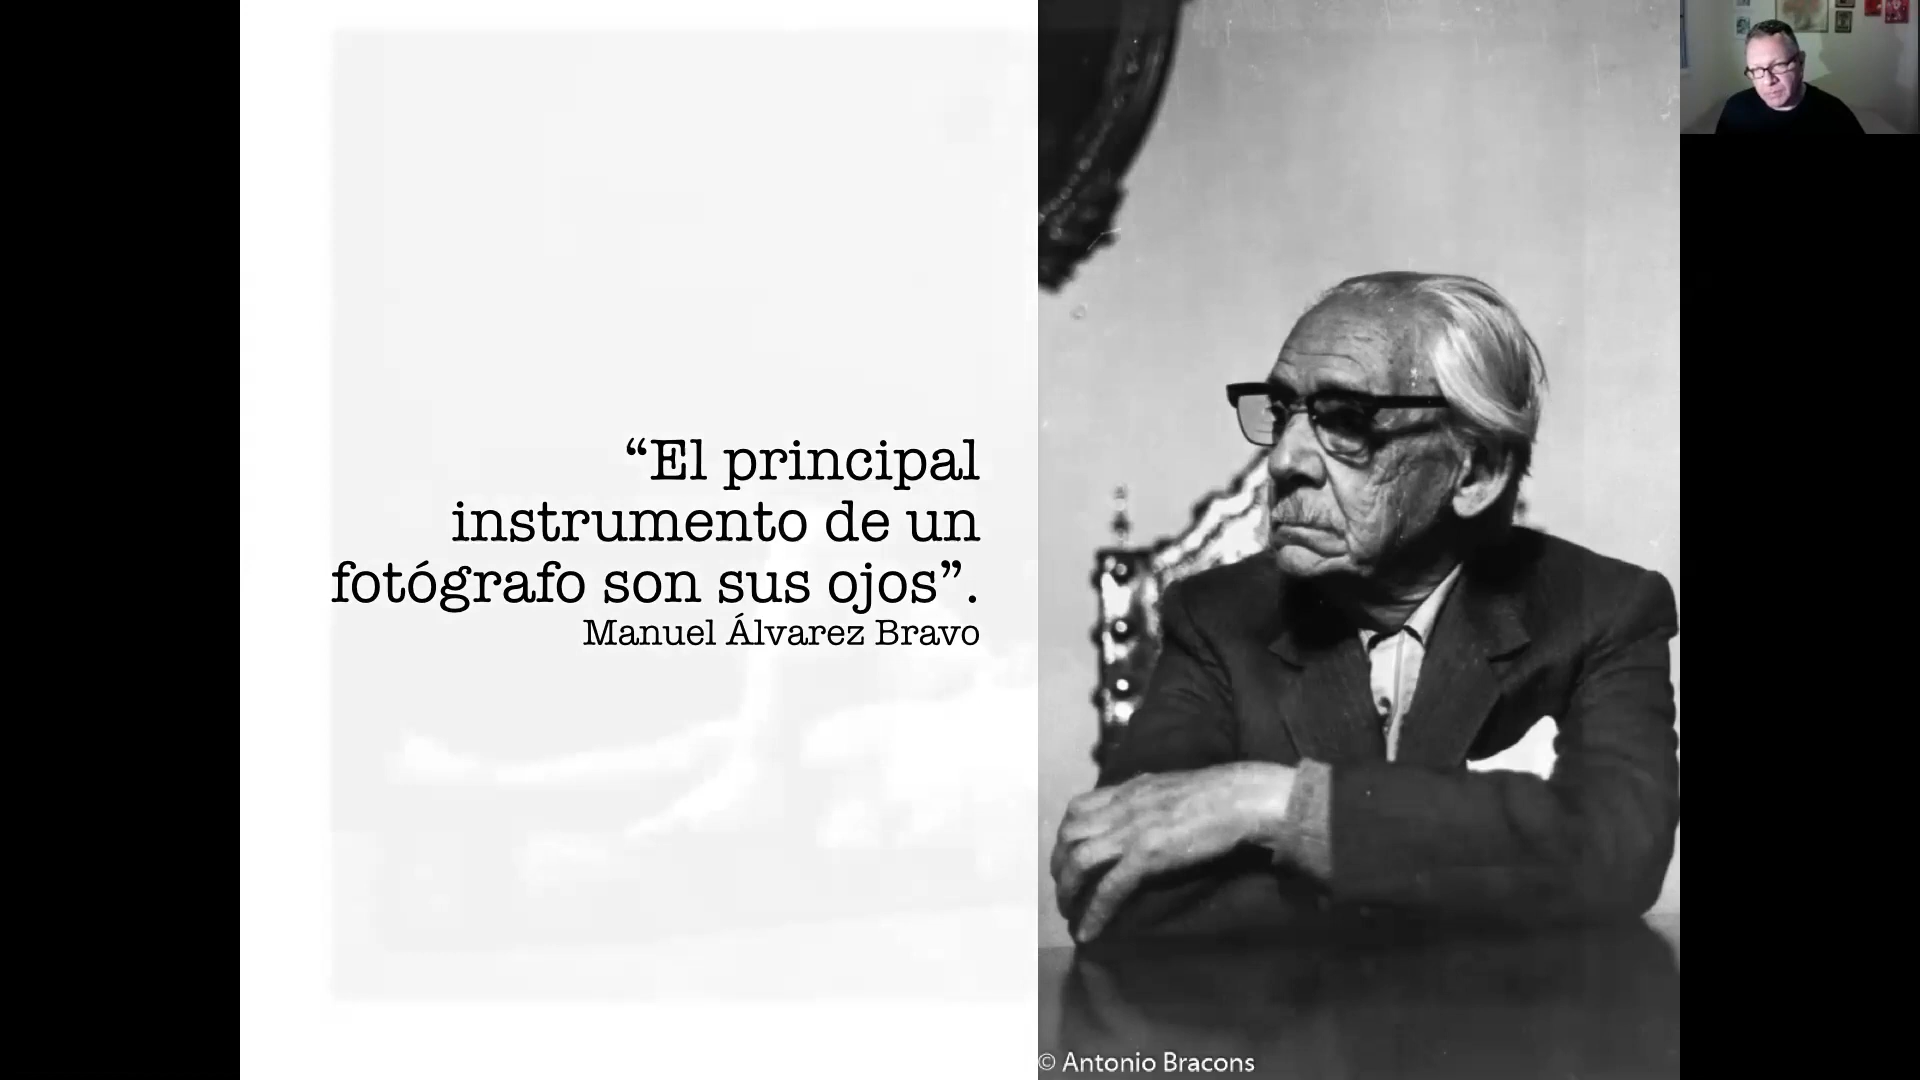 “El principal
instrumento de un
fotógrafo son sus ojos”.
Manuel Álvarez Bravo
© Antonio Bracons